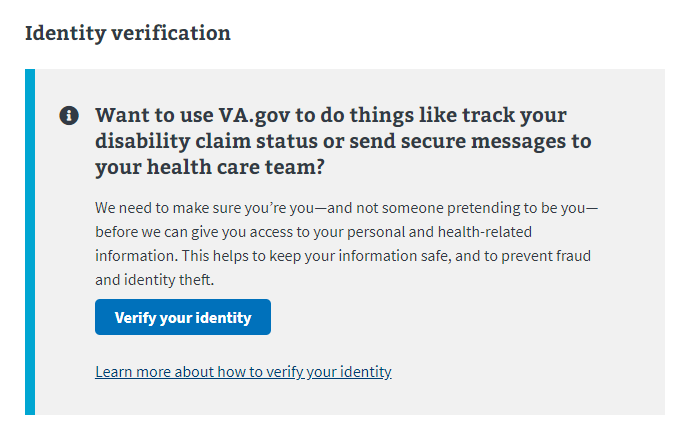 Identity verification
Want to use VA.gov to do things like track your
disability claim status or send secure messages to
your health care team?
We need to make sure you’re you—and not someone pretending to be you—
before we can give you access to your personal and health-related
information. This helps to keep your information safe, and to prevent fraud
and identity theft.
Verify your identity
Learn more about how to verify your identity